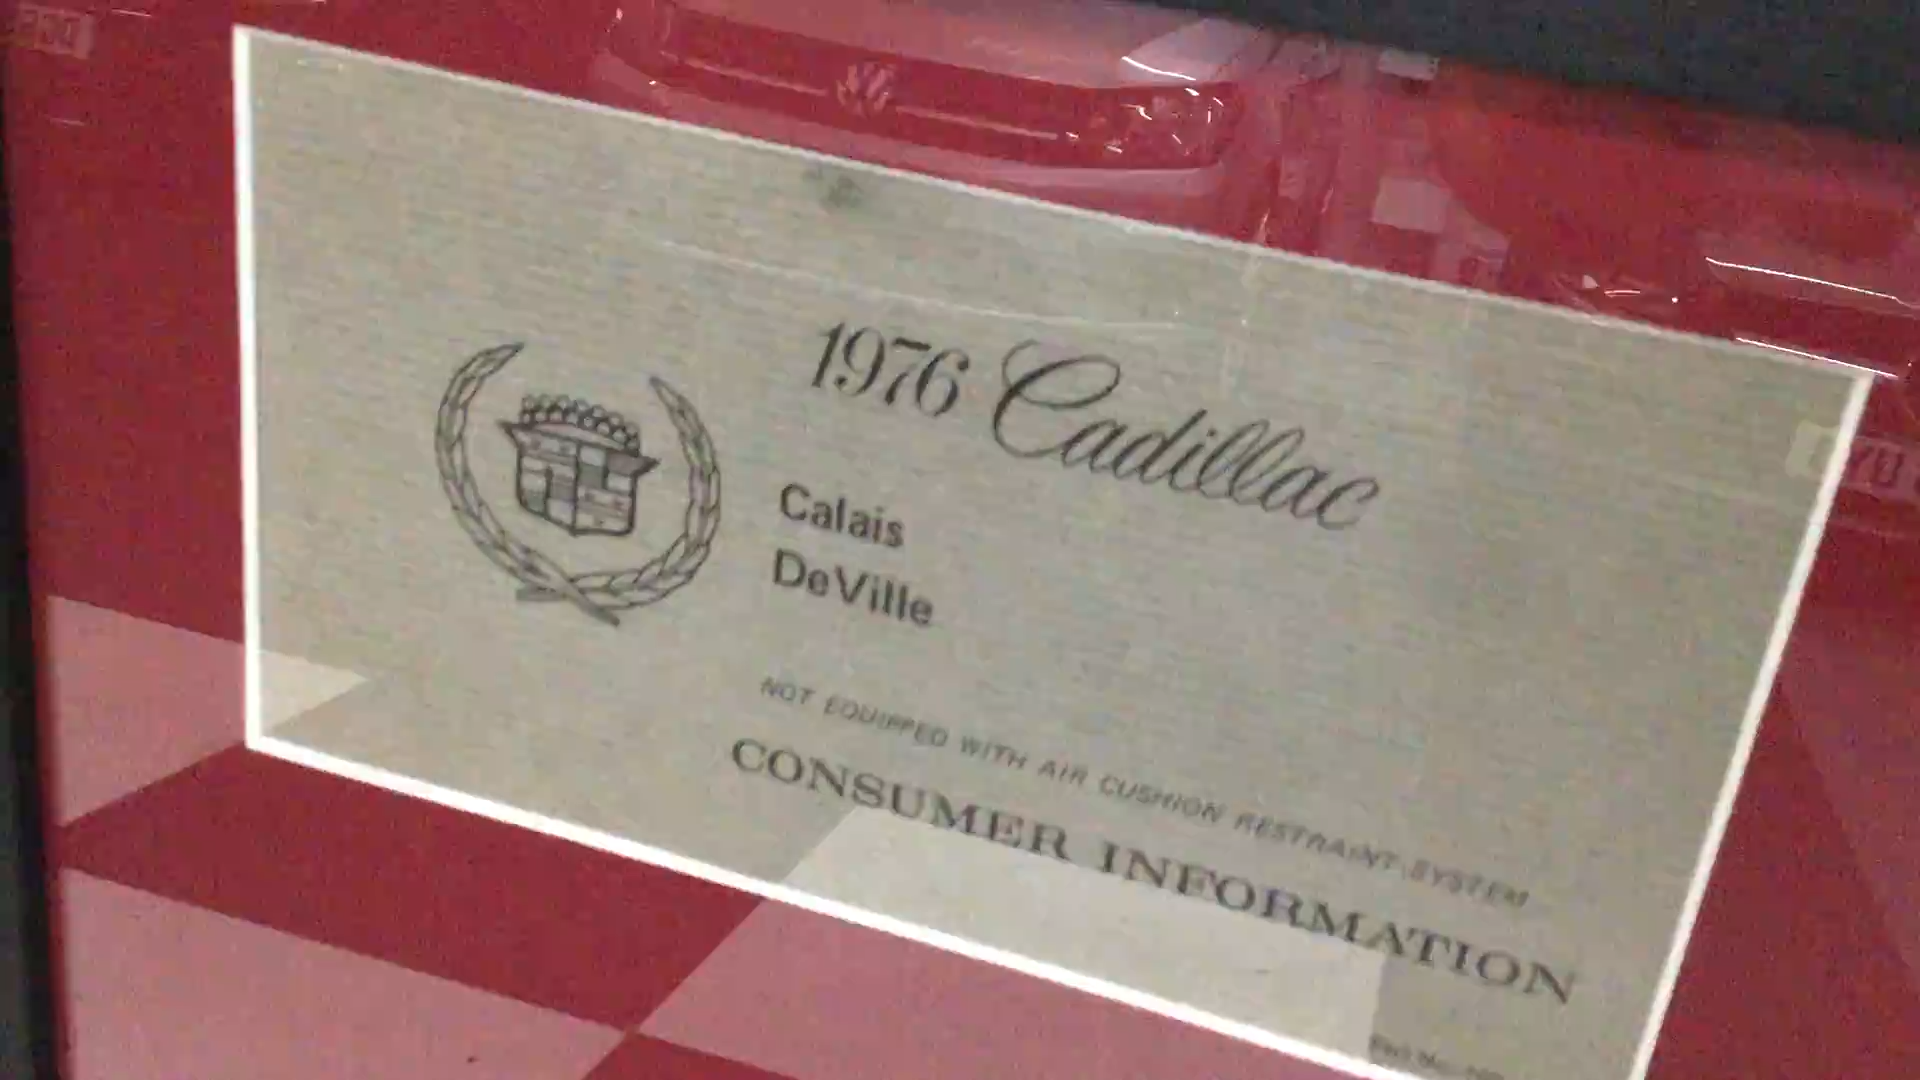 1976 Cadillac
Calais
DeVille
NOT EQUIPPED WITH AIR CUSHION RESTRAINT SYSTEM
CONSUMER INFORMATION